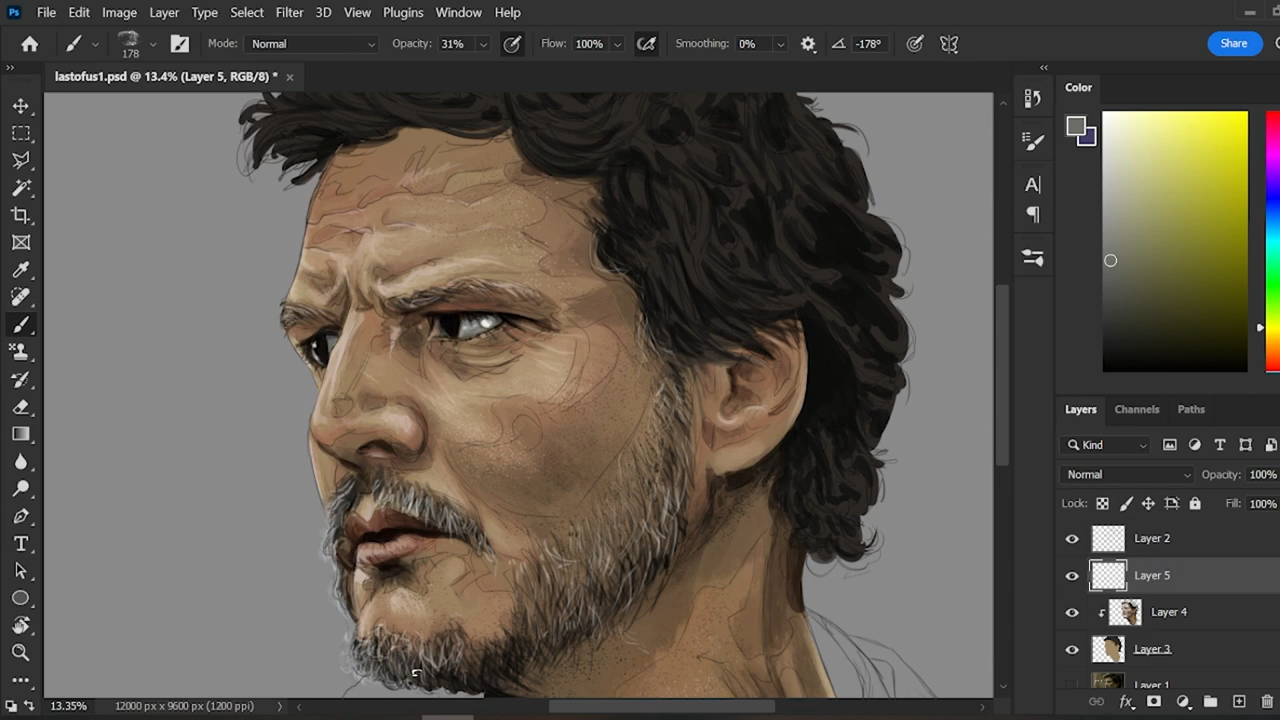 Ps File Edit Image Layer Type Select Filter 3D View Plugins Window Help
178 Mode: Normal Opacity: 31% Flow: 100% Smoothing: 0% -178° Share
lastofus1.psd @ 13.4% (Layer 5, RGB/8) * ×
Color
Layers Channels Paths
Kind
Normal Opacity: 100%
Lock: Fill: 100%
Layer 2
Layer 5
Layer 4
Layer 3
Layer 1
13.35% 12000 px x 9600 px (1200 ppi)